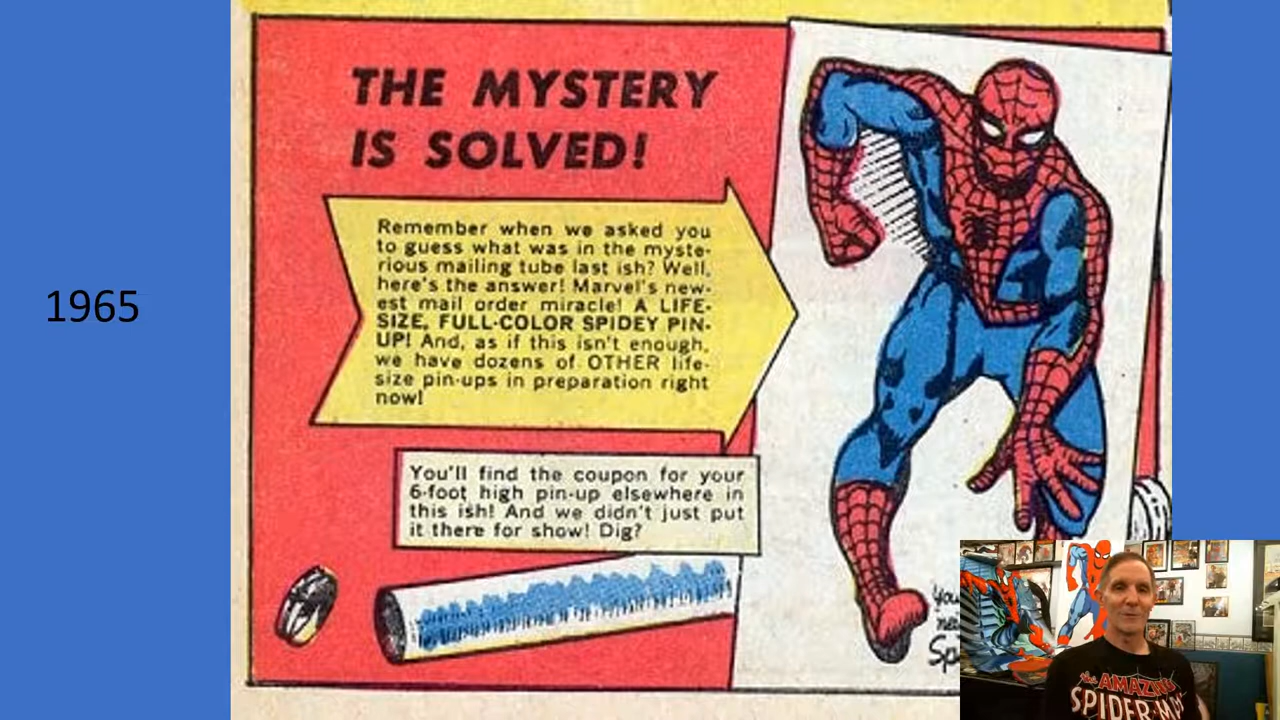 1965
THE MYSTERY
IS SOLVED!
Remember when we asked you
to guess what was in the myste-
rious mailing tube last ish? Well,
here's the answer! Marvel's new-
est mail order miracle! A LIFE-
SIZE, FULL-COLOR SPIDEY PIN-
UP! And, as if this isn't enough,
we have dozens of OTHER life-
size pin-ups in preparation right
now!
You'll find the coupon for your
6-foot high pin-up elsewhere in
this ish! And we didn't just put
it there for show! Dig?
the AMAZING
SPIDER-MAN